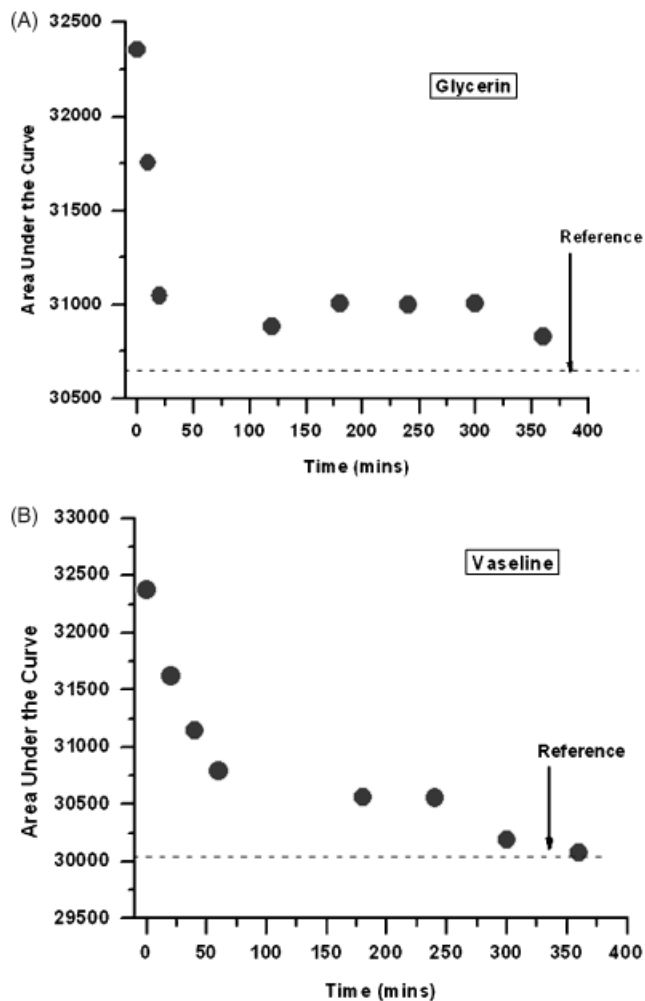 (A)
32500
Glycerin
32000
31500
Reference
31000
30500
0 50 100 150 200 250 300 350 400
Time (mins)
Area Under the Curve
(B)
33000
Vaseline
32500
32000
31500
31000
Reference
30500
30000
29500
0 50 100 150 200 250 300 350 400
Time (mins)
Area Under the Curve